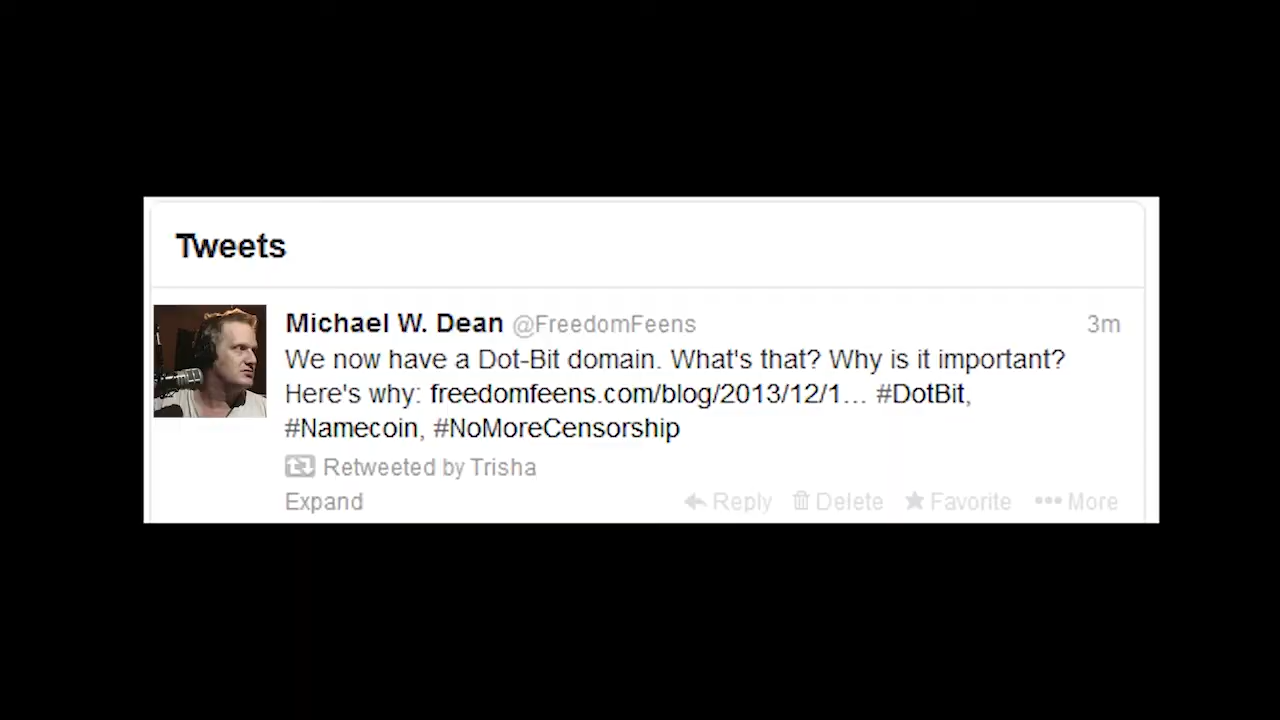 Tweets
Michael W. Dean @FreedomFeens 3m
We now have a Dot-Bit domain. What's that? Why is it important?
Here's why: freedomfeens.com/blog/2013/12/1… #DotBit,
#Namecoin, #NoMoreCensorship
Retweeted by Trisha
Expand Reply Delete Favorite More